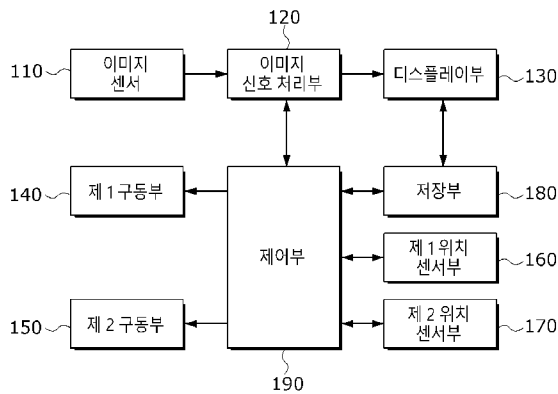 120
110
이미지
센서
이미지
신호 처리부
디스플레이부
130
140
제 1 구동부
제어부
저장부
180
제 1 위치
센서부
160
150
제 2 구동부
제 2 위치
센서부
170
190